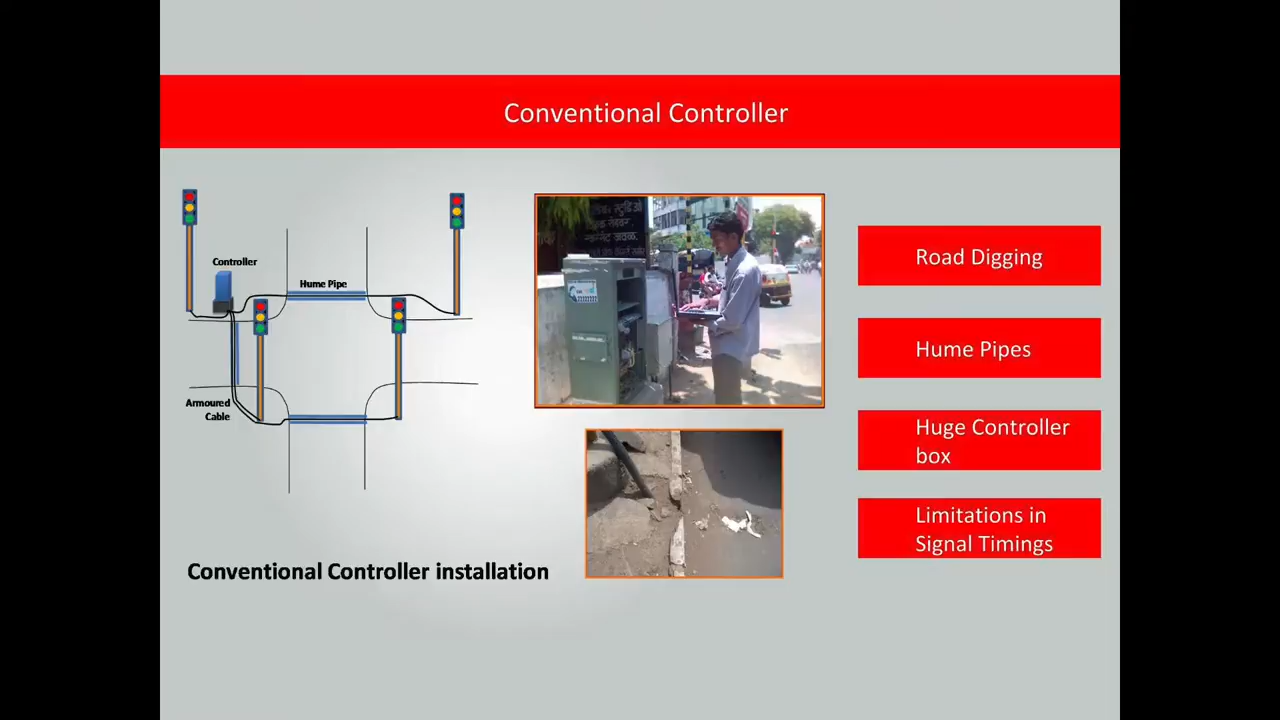 Conventional Controller
Controller
Hume Pipe
Armoured
Cable
Conventional Controller installation
Road Digging
Hume Pipes
Huge Controller
box
Limitations in
Signal Timings